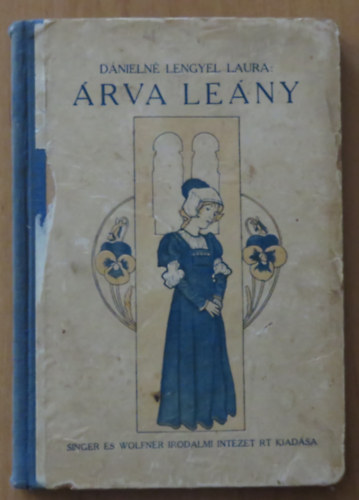 DÁNIELNÉ LENGYEL LAURA:
ÁRVA LEÁNY
SINGER ÉS WOLFNER IRODALMI INTÉZET RT KIADÁSA